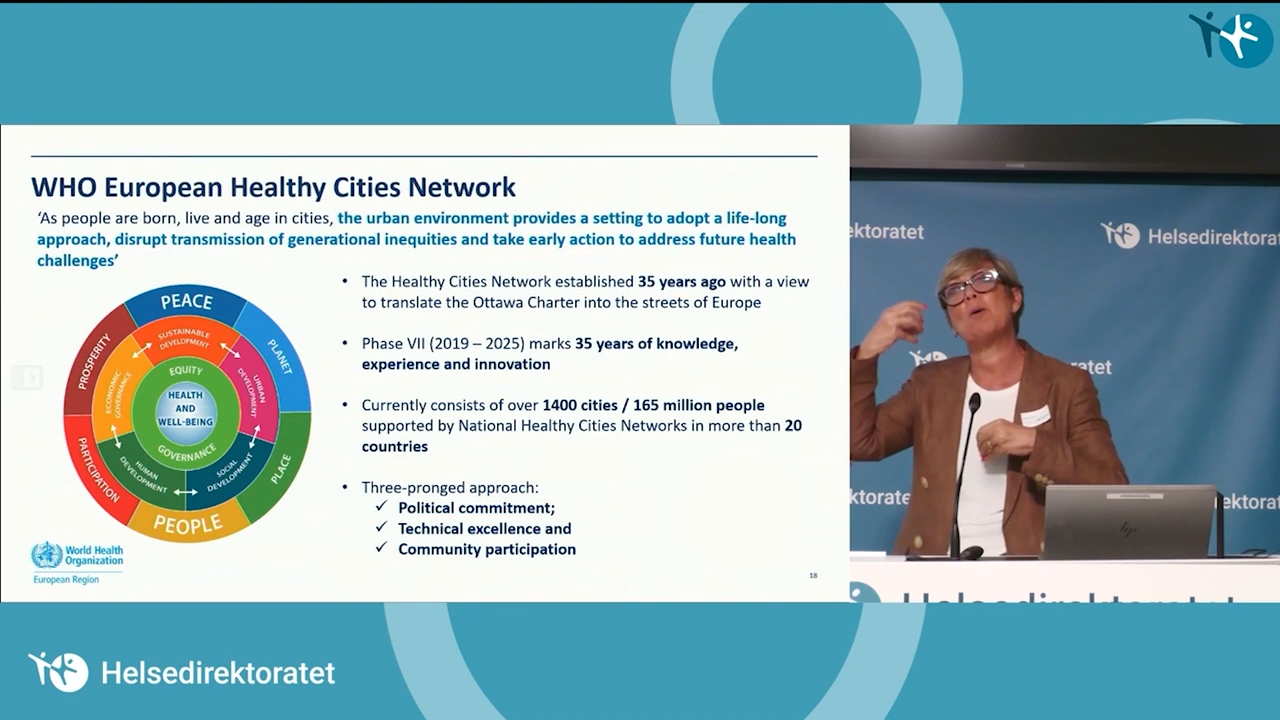 WHO European Healthy Cities Network
‘As people are born, live and age in cities, the urban environment provides a setting to adopt a life-long
approach, disrupt transmission of generational inequities and take early action to address future health
challenges’
• The Healthy Cities Network established 35 years ago with a view
to translate the Ottawa Charter into the streets of Europe
• Phase VII (2019 – 2025) marks 35 years of knowledge,
experience and innovation
• Currently consists of over 1400 cities / 165 million people
supported by National Healthy Cities Networks in more than 20
countries
• Three-pronged approach:
✓ Political commitment;
✓ Technical excellence and
✓ Community participation
PEACE
PLANET
PLACE
PEOPLE
PARTICIPATION
PROSPERITY
SUSTAINABLE
DEVELOPMENT
URBAN
DEVELOPMENT
SOCIAL
DEVELOPMENT
HUMAN
DEVELOPMENT
ECONOMIC
GOVERNANCE
EQUITY
HEALTH
AND
WELL-BEING
GOVERNANCE
World Health
Organization
European Region
18
ektoratet
Helsedirektorat
ratet
ktorate
ektorat
hp
Helsedirektoratet
Helsedirektoratet